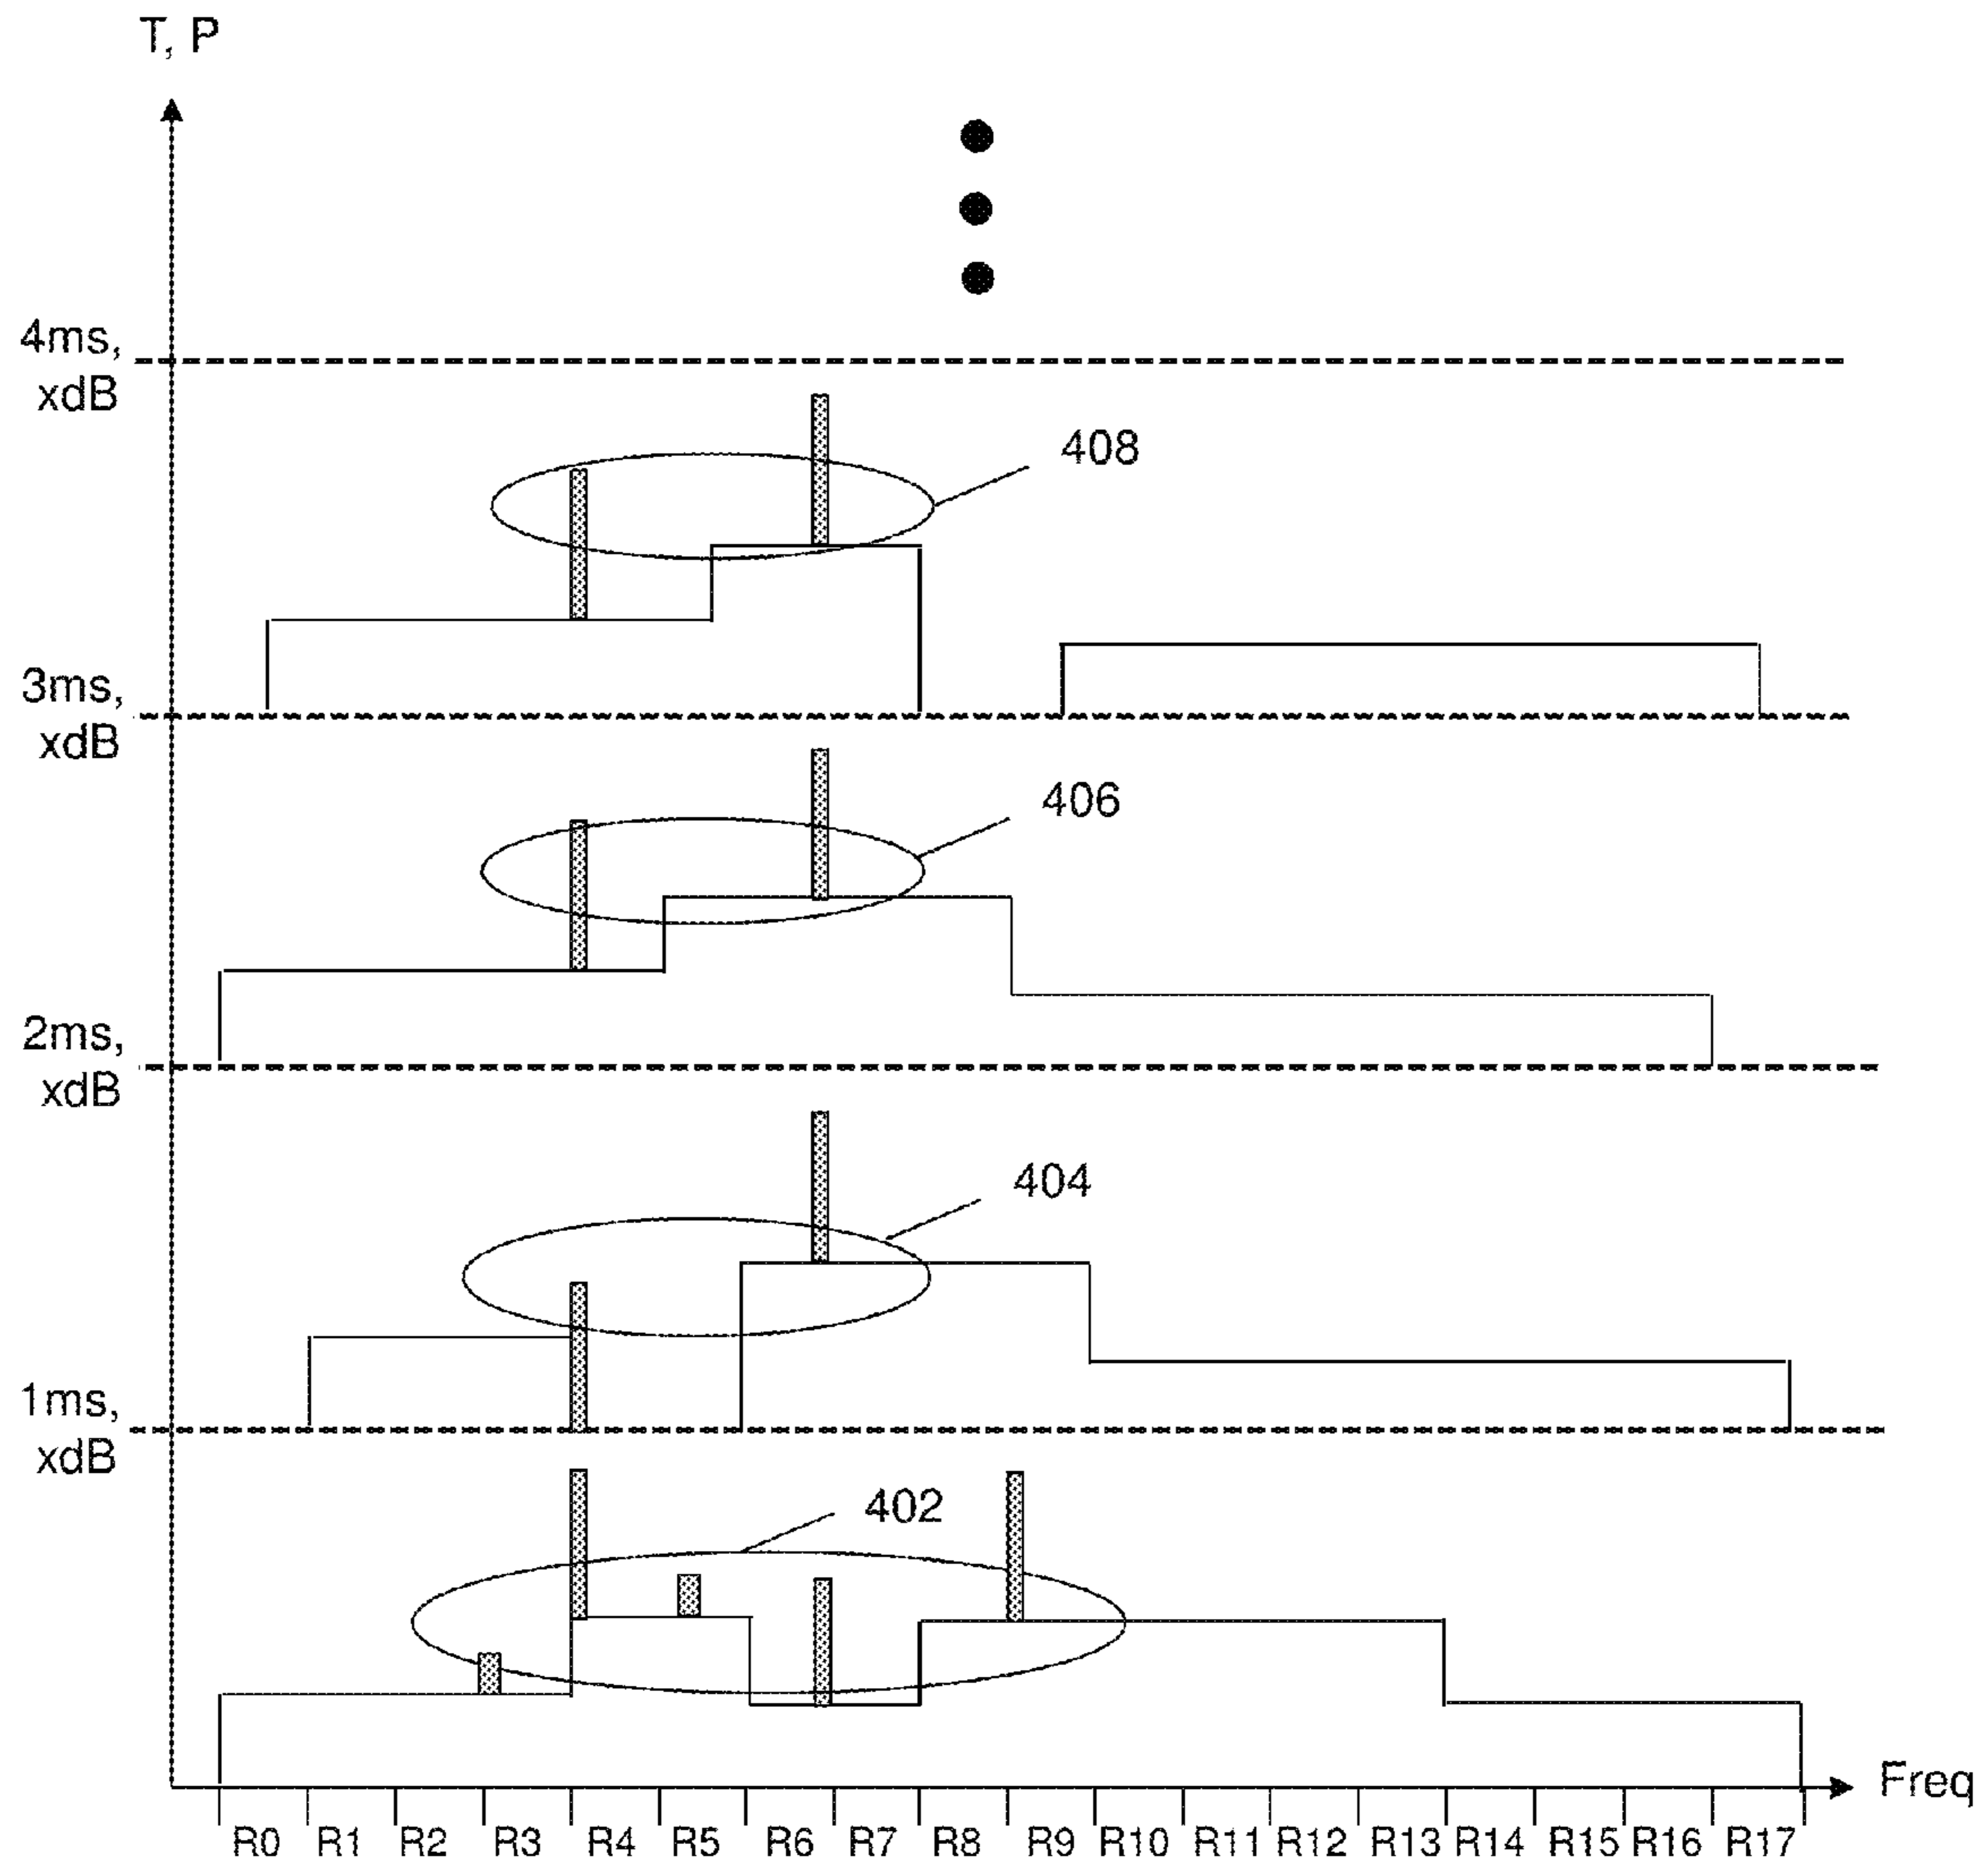 T, P
4ms,
xdB
408
3ms,
xdB
406
2ms,
xdB
404
1ms,
xdB
402
Freq
R0 R1 R2 R3 R4 R5 R6 R7 R8 R9 R10 R11 R12 R13 R14 R15 R16 R17